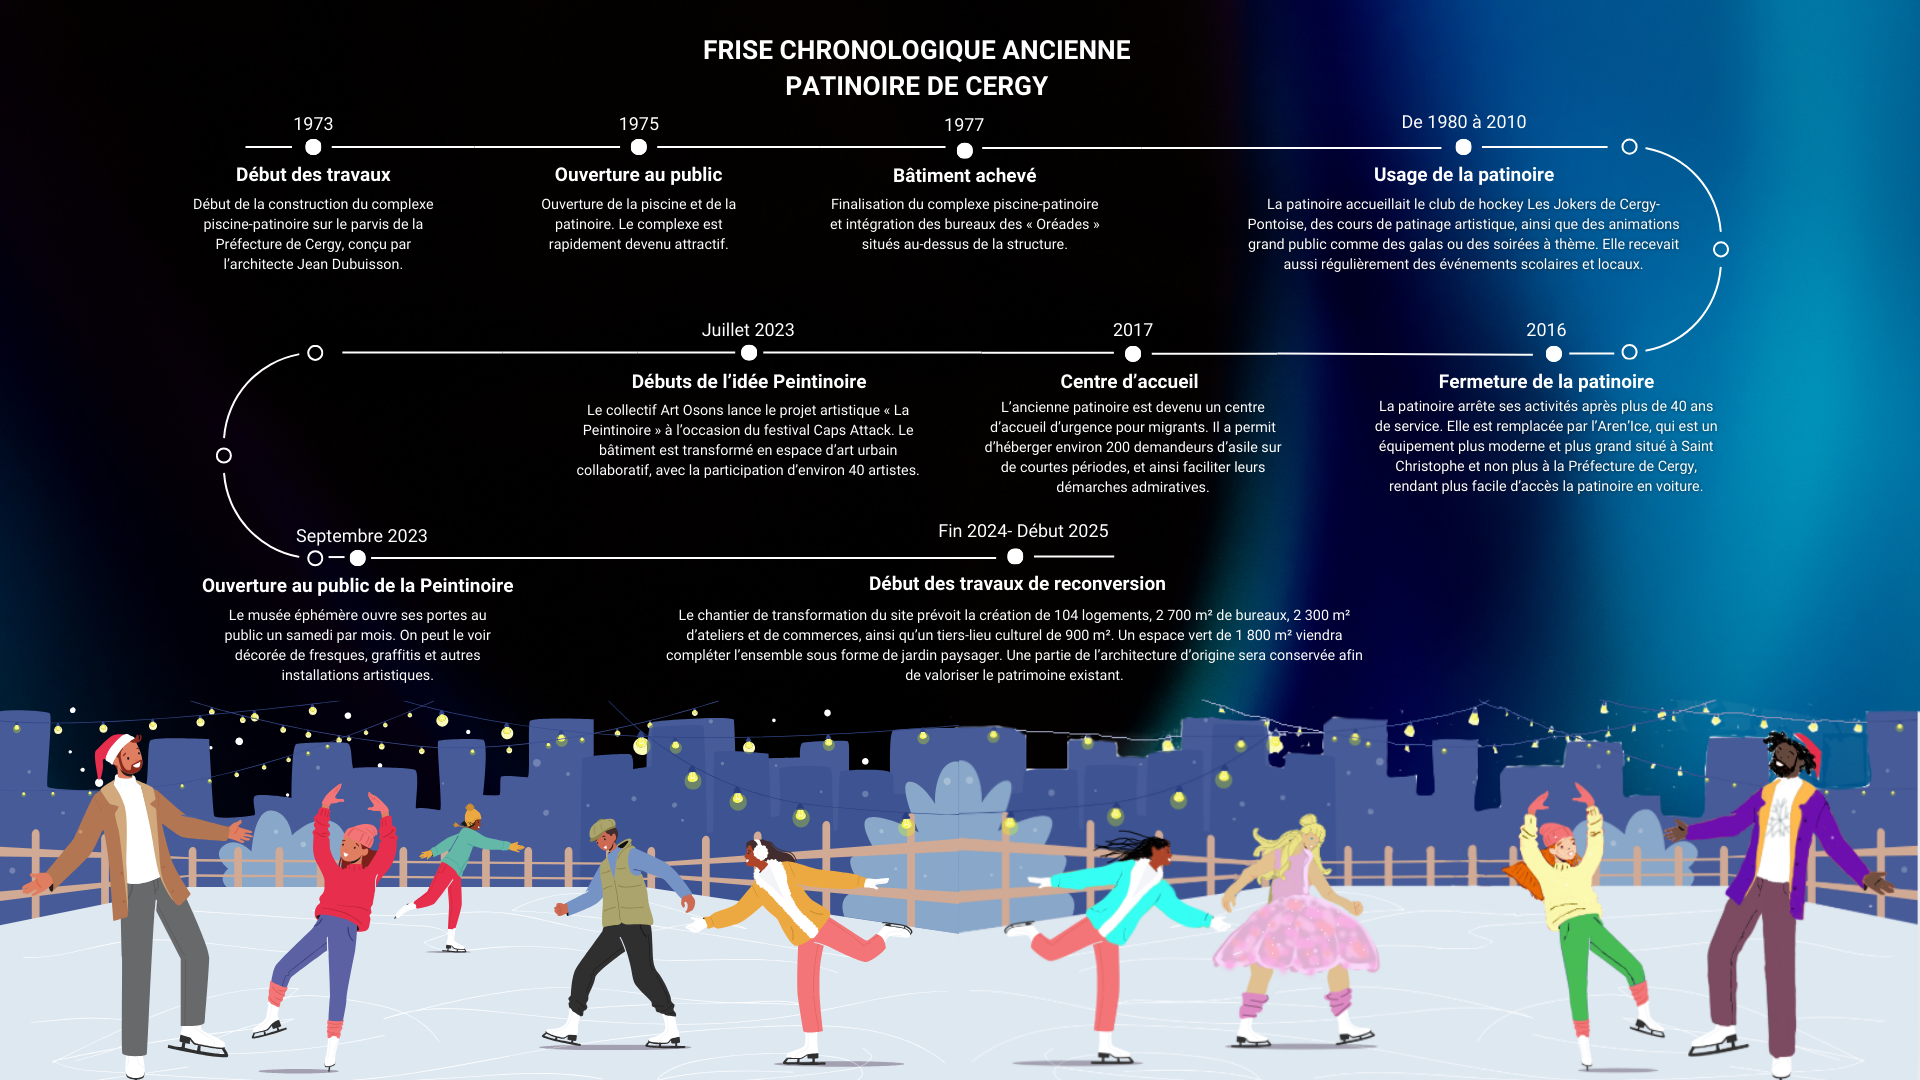 FRISE CHRONOLOGIQUE ANCIENNE
PATINOIRE DE CERGY
1973
Début des travaux
Début de la construction du complexe
piscine-patinoire sur le parvis de la
Préfecture de Cergy, conçu par
l’architecte Jean Dubuisson.
1975
Ouverture au public
Ouverture de la piscine et de la
patinoire. Le complexe est
rapidement devenu attractif.
1977
Bâtiment achevé
Finalisation du complexe piscine-patinoire
et intégration des bureaux des « Oréades »
situés au-dessus de la structure.
De 1980 à 2010
Usage de la patinoire
La patinoire accueillait le club de hockey Les Jokers de Cergy-
Pontoise, des cours de patinage artistique, ainsi que des animations
grand public comme des galas ou des soirées à thème. Elle recevait
aussi régulièrement des événements scolaires et locaux.
2016
Fermeture de la patinoire
La patinoire arrête ses activités après plus de 40 ans
de service. Elle est remplacée par l’Aren’Ice, qui est un
équipement plus moderne et plus grand situé à Saint
Christophe et non plus à la Préfecture de Cergy,
rendant plus facile d’accès la patinoire en voiture.
2017
Centre d’accueil
L’ancienne patinoire est devenu un centre
d’accueil d’urgence pour migrants. Il a permit
d’héberger environ 200 demandeurs d’asile sur
de courtes périodes, et ainsi faciliter leurs
démarches admiratives.
Juillet 2023
Débuts de l’idée Peintinoire
Le collectif Art Osons lance le projet artistique « La
Peintinoire » à l’occasion du festival Caps Attack. Le
bâtiment est transformé en espace d’art urbain
collaboratif, avec la participation d’environ 40 artistes.
Septembre 2023
Ouverture au public de la Peintinoire
Le musée éphémère ouvre ses portes au
public un samedi par mois. On peut le voir
décorée de fresques, graffitis et autres
installations artistiques.
Fin 2024- Début 2025
Début des travaux de reconversion
Le chantier de transformation du site prévoit la création de 104 logements, 2 700 m² de bureaux, 2 300 m²
d’ateliers et de commerces, ainsi qu’un tiers-lieu culturel de 900 m². Un espace vert de 1 800 m² viendra
compléter l’ensemble sous forme de jardin paysager. Une partie de l’architecture d’origine sera conservée afin
de valoriser le patrimoine existant.